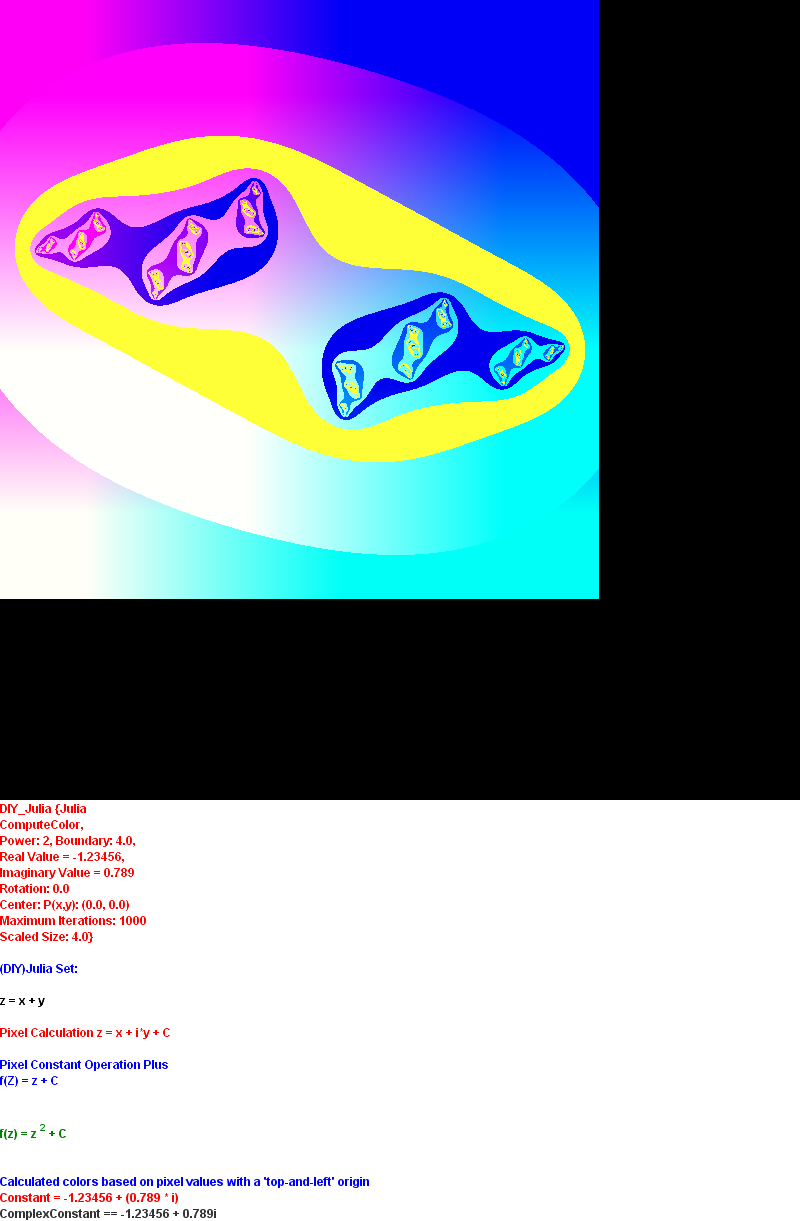 DIY_Julia {Julia
ComputeColor,
Power: 2, Boundary: 4.0,
Real Value = -1.23456,
Imaginary Value = 0.789
Rotation: 0.0
Center: P(x,y): (0.0, 0.0)
Maximum Iterations: 1000
Scaled Size: 4.0}
(DIY)Julia Set:
z = x + y
Pixel Calculation z = x + i*y + C
Pixel Constant Operation Plus
f(Z) = z + C
f(z) = z 2 + C
Calculated colors based on pixel values with a 'top-and-left' origin
Constant = -1.23456 + (0.789 * i)
ComplexConstant == -1.23456 + 0.789i